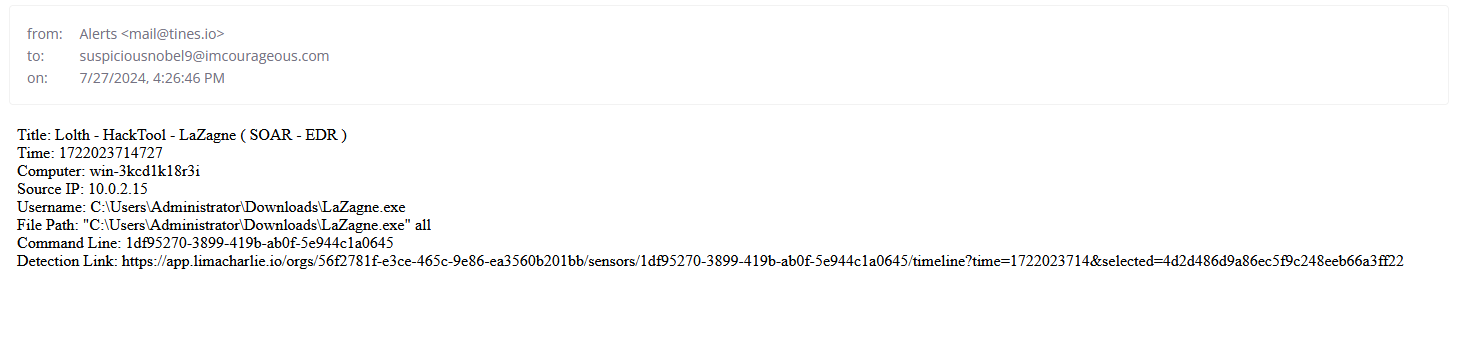 from: Alerts <mail@tines.io>
to: suspiciousnobel9@imcourageous.com
on: 7/27/2024, 4:26:46 PM
Title: Lolth - HackTool - LaZagne ( SOAR - EDR )
Time: 1722023714727
Computer: win-3kcd1k18r3i
Source IP: 10.0.2.15
Username: C:\Users\Administrator\Downloads\LaZagne.exe
File Path: "C:\Users\Administrator\Downloads\LaZagne.exe" all
Command Line: 1df95270-3899-419b-ab0f-5e944c1a0645
Detection Link: https://app.limacharlie.io/orgs/56f2781f-e3ce-465c-9e86-ea3560b201bb/sensors/1df95270-3899-419b-ab0f-5e944c1a0645/timeline?time=1722023714&selected=4d2d486d9a86ec5f9c248eeb66a3ff22